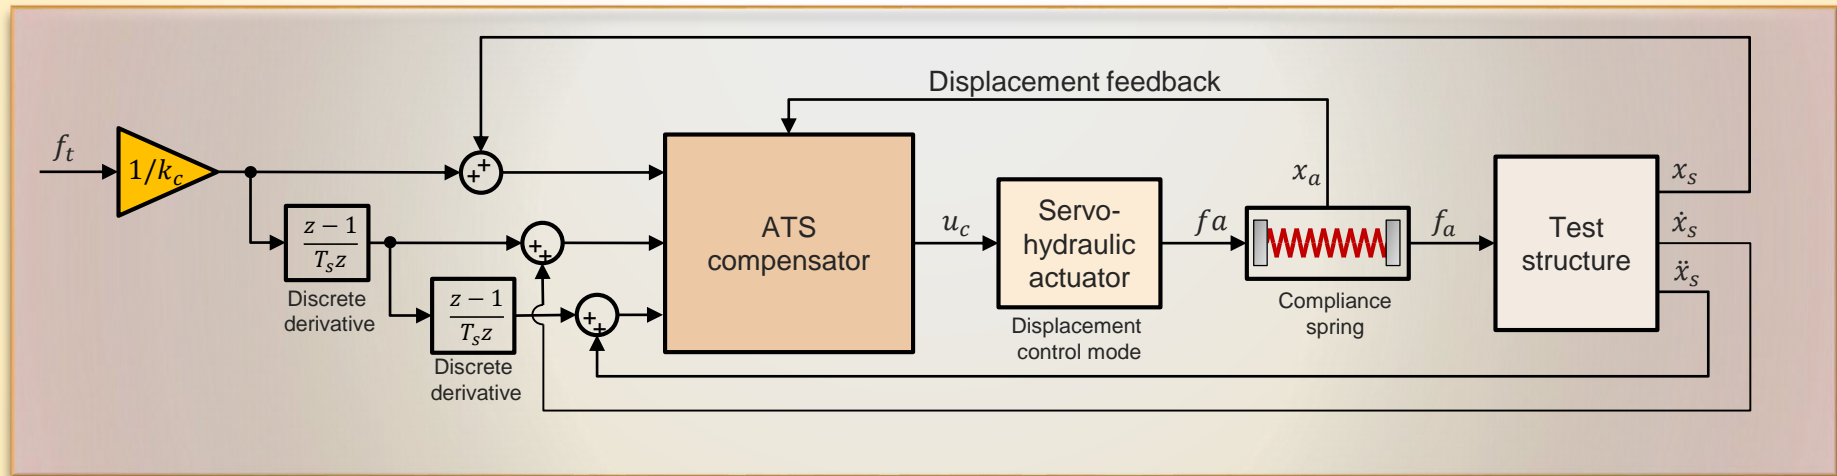 Displacement feedback
f_t
1/k_c
+
+
x_a
x_s
z − 1
T_s z
Discrete
derivative
+
+
ATS
compensator
u_c
Servo-
hydraulic
actuator
fa
f_a
Test
structure
ẋ_s
ẍ_s
z − 1
T_s z
Discrete
derivative
+
+
Displacement
control mode
Compliance
spring